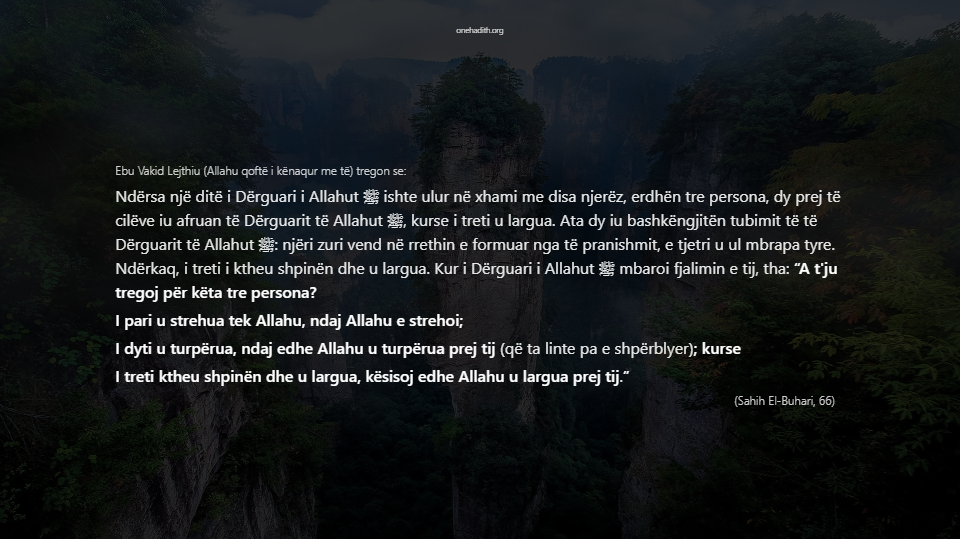 onehadith.org
Ebu Vakid Lejthiu (Allahu qoftë i kënaqur me të) tregon se:
Ndërsa një ditë i Dërguari i Allahut ﷺ ishte ulur në xhami me disa njerëz, erdhën tre persona, dy prej të
cilëve iu afruan të Dërguarit të Allahut ﷺ, kurse i treti u largua. Ata dy iu bashkëngjitën tubimit të të
Dërguarit të Allahut ﷺ: njëri zuri vend në rrethin e formuar nga të pranishmit, e tjetri u ul mbrapa tyre.
Ndërkaq, i treti i ktheu shpinën dhe u largua. Kur i Dërguari i Allahut ﷺ mbaroi fjalimin e tij, tha: “A t'ju
tregoj për këta tre persona?
I pari u strehua tek Allahu, ndaj Allahu e strehoi;
I dyti u turpërua, ndaj edhe Allahu u turpërua prej tij (që ta linte pa e shpërblyer); kurse
I treti ktheu shpinën dhe u largua, kësisoj edhe Allahu u largua prej tij.”
(Sahih El-Buhari, 66)